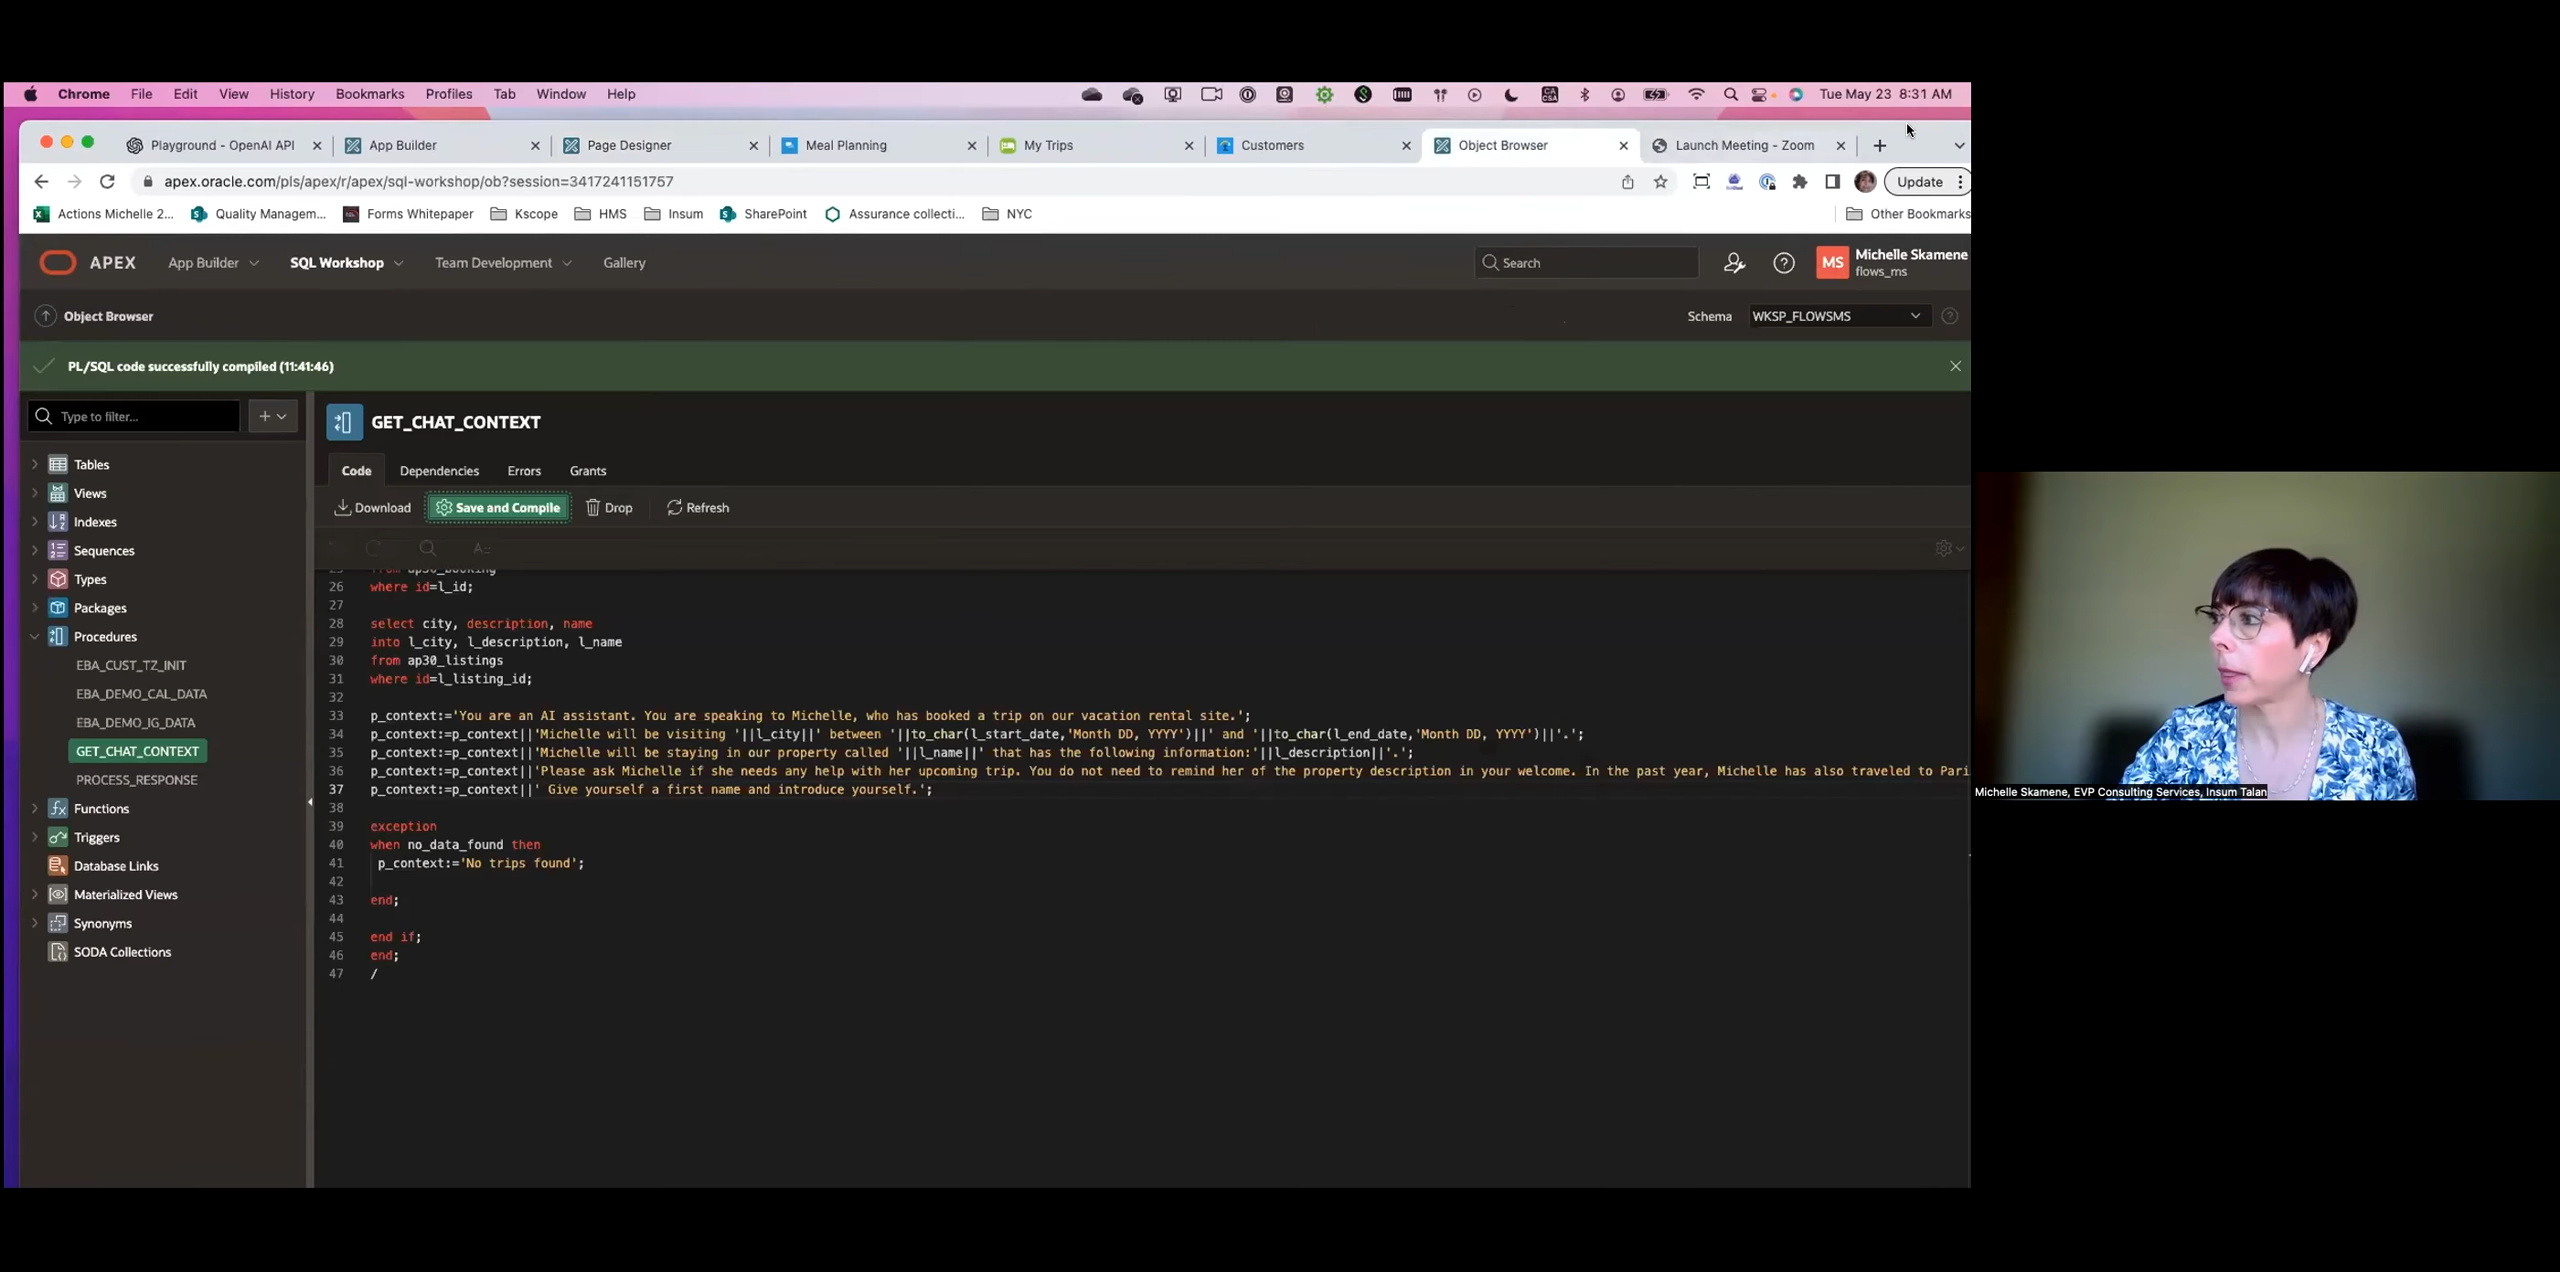 Chrome File Edit View History Bookmarks Profiles Tab Window Help Tue May 23 8:31 AM
Playground - OpenAI API App Builder Page Designer Meal Planning My Trips Customers Object Browser Launch Meeting - Zoom
apex.oracle.com/pls/apex/r/apex/sql-workshop/ob?session=3417241151757 Update
Actions Michelle 2... Quality Managem... Forms Whitepaper Kscope HMS Insum SharePoint Assurance collecti... NYC Other Bookmarks
APEX App Builder SQL Workshop Team Development Gallery Search MS Michelle Skamene
flows_ms
Object Browser Schema WKSP_FLOWSMS
PL/SQL code successfully compiled (11:41:46)
Type to filter...
GET_CHAT_CONTEXT
Code Dependencies Errors Grants
Download Save and Compile Drop Refresh
Tables
Views
Indexes
Sequences
Types
Packages
Procedures
EBA_CUST_TZ_INIT
EBA_DEMO_CAL_DATA
EBA_DEMO_IG_DATA
GET_CHAT_CONTEXT
PROCESS_RESPONSE
Functions
Triggers
Database Links
Materialized Views
Synonyms
SODA Collections
25 from ap30_booking
26 where id=l_id;
27
28 select city, description, name
29 into l_city, l_description, l_name
30 from ap30_listings
31 where id=l_listing_id;
32
33 p_context:='You are an AI assistant. You are speaking to Michelle, who has booked a trip on our vacation rental site.';
34 p_context:=p_context||'Michelle will be visiting '||l_city||' between '||to_char(l_start_date,'Month DD, YYYY')||' and '||to_char(l_end_date,'Month DD, YYYY')||'.';
35 p_context:=p_context||'Michelle will be staying in our property called '||l_name||' that has the following information:'||l_description||'.';
36 p_context:=p_context||'Please ask Michelle if she needs any help with her upcoming trip. You do not need to remind her of the property description in your welcome. In the past year, Michelle has also traveled to Pari
37 p_context:=p_context||' Give yourself a first name and introduce yourself.';
38
39 exception
40 when no_data_found then
41 p_context:='No trips found';
42
43 end;
44
45 end if;
46 end;
47 /
Michelle Skamene, EVP Consulting Services, Insum Talan